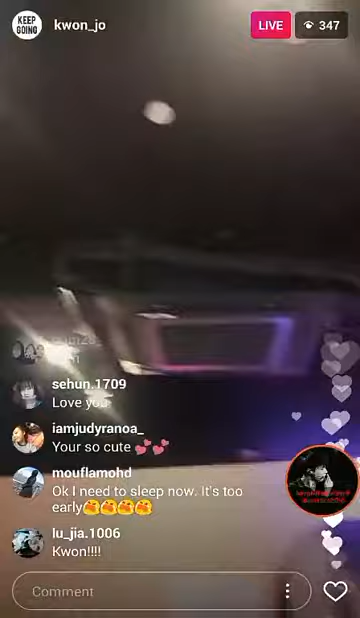 KEEP
GOING
kwon_jo
LIVE
347
sehun.1709
Love you
iamjudyranoa_
Your so cute 💕💕
mouflamohd
Ok I need to sleep now. It's too
early😴😴😴😴
lu_jia.1006
Kwon!!!!
Comment